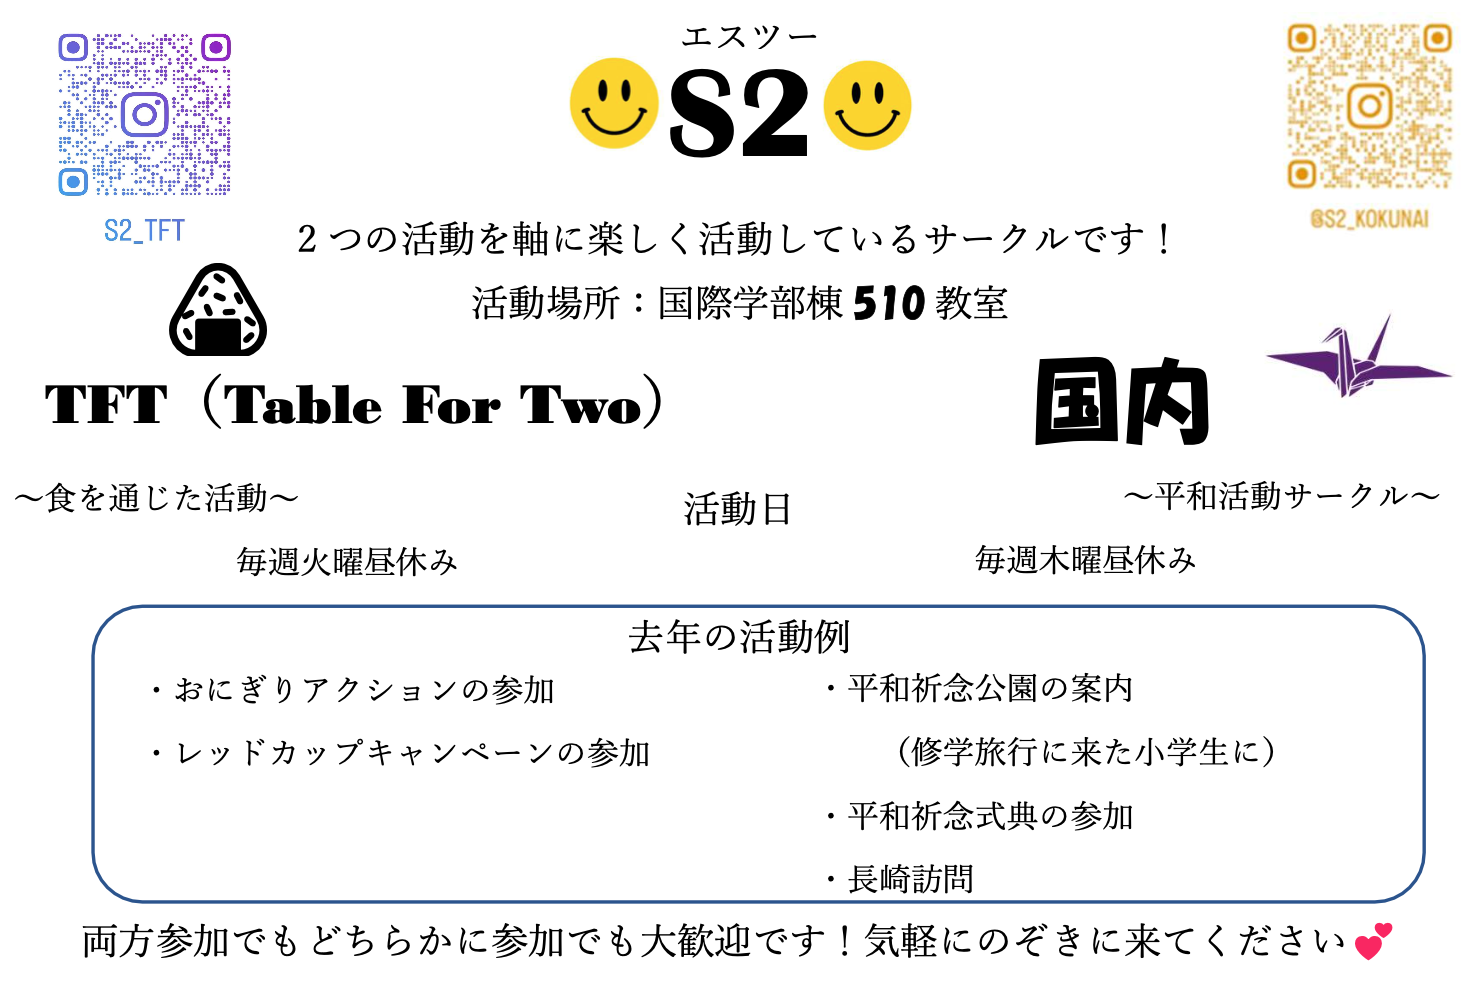 エスツー
S2
S2_TFT
@S2_KOKUNAI
2つの活動を軸に楽しく活動しているサークルです！
活動場所：国際学部棟510教室
TFT（Table For Two）
国内
～食を通じた活動～
～平和活動サークル～
活動日
毎週火曜昼休み
毎週木曜昼休み
去年の活動例
・おにぎりアクションの参加
・レッドカップキャンペーンの参加
・平和祈念公園の案内
（修学旅行に来た小学生に）
・平和祈念式典の参加
・長崎訪問
両方参加でもどちらかに参加でも大歓迎です！気軽にのぞきに来てください💕